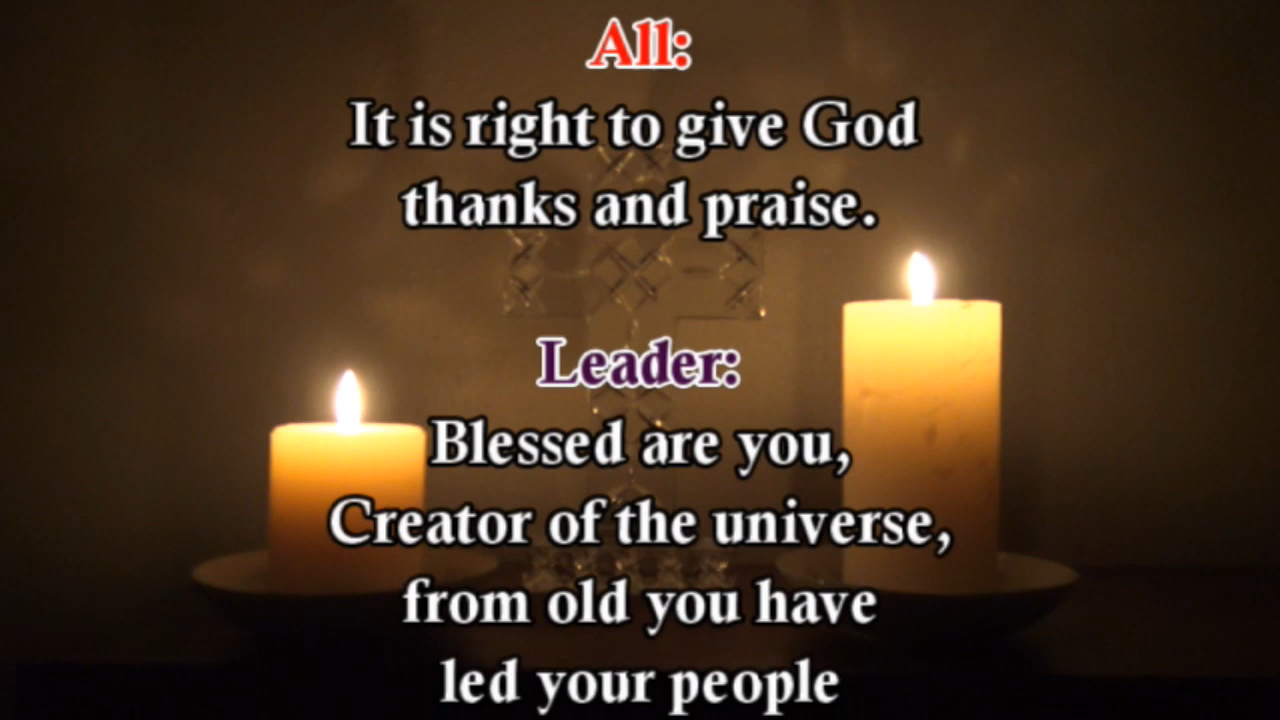 All:
It is right to give God
thanks and praise.
Leader:
Blessed are you,
Creator of the universe,
from old you have
led your people